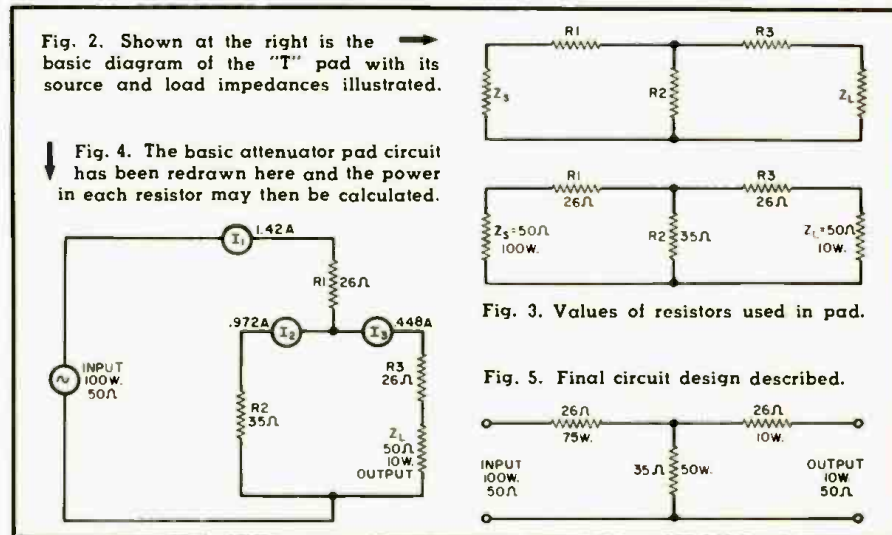 Fig. 2. Shown at the right is the
basic diagram of the "T" pad with its
source and load impedances illustrated.
R1
R3
ZS
R2
ZL
Fig. 4. The basic attenuator pad circuit
has been redrawn here and the power
in each resistor may then be calculated.
I1
1.42A
R1
26Ω
.972A
I2
I3
.448A
INPUT
100W.
50Ω
R2
35Ω
R3
26Ω
ZL
50Ω
10W.
OUTPUT
R1
26Ω
R3
26Ω
ZS=50Ω
100W.
R2
35Ω
ZL=50Ω
10W.
Fig. 3. Values of resistors used in pad.
Fig. 5. Final circuit design described.
26Ω
75W.
26Ω
10W.
INPUT
100W.
50Ω
35Ω
50W.
OUTPUT
10W.
50Ω